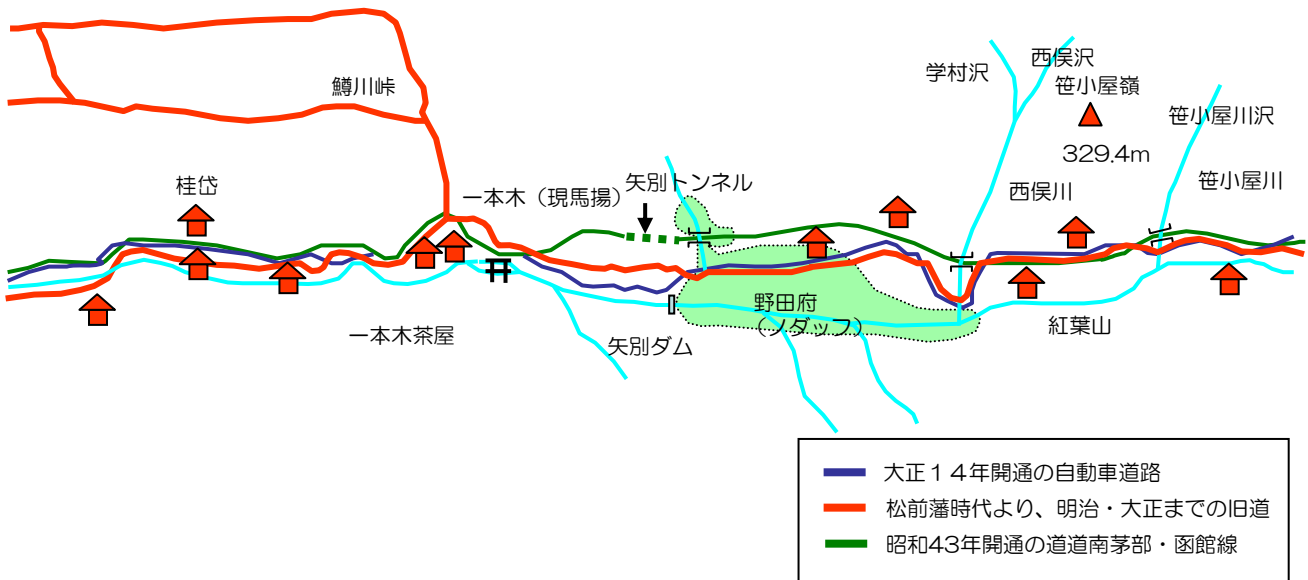 鱒川峠
桂岱
一本木（現馬場）
矢別トンネル
学村沢
西俣沢
笹小屋嶺
329.4m
笹小屋川沢
西俣川
笹小屋川
一本木茶屋
矢別ダム
野田府
（ノダッフ）
紅葉山
大正１４年開通の自動車道路
松前藩時代より、明治・大正までの旧道
昭和43年開通の道道南茅部・函館線